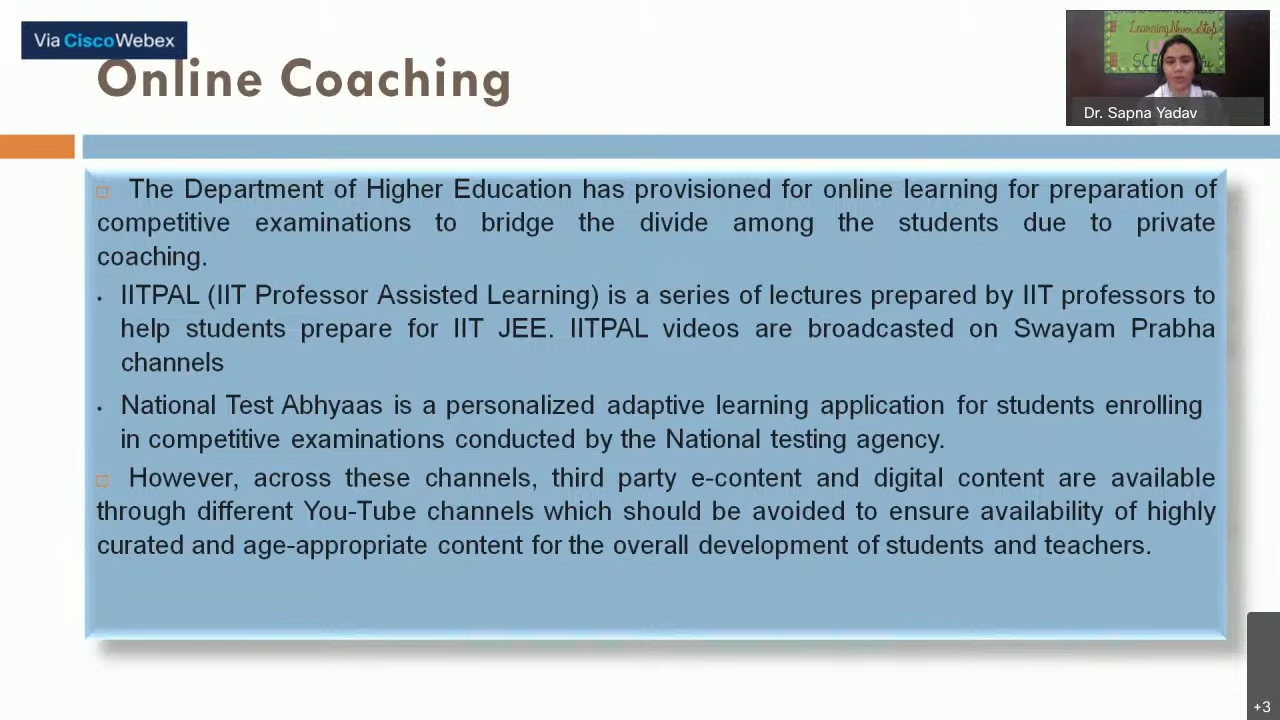 Via CiscoWebex
Online Coaching
Learning Never Stop
Dr. Sapna Yadav
The Department of Higher Education has provisioned for online learning for preparation of
competitive examinations to bridge the divide among the students due to private
coaching.
• IITPAL (IIT Professor Assisted Learning) is a series of lectures prepared by IIT professors to
help students prepare for IIT JEE. IITPAL videos are broadcasted on Swayam Prabha
channels
• National Test Abhyaas is a personalized adaptive learning application for students enrolling
in competitive examinations conducted by the National testing agency.
However, across these channels, third party e-content and digital content are available
through different You-Tube channels which should be avoided to ensure availability of highly
curated and age-appropriate content for the overall development of students and teachers.
+3